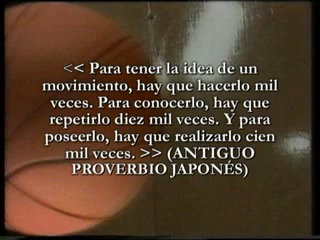 << Para tener la idea de un
movimiento, hay que hacerlo mil
veces. Para conocerlo, hay que
repetirlo diez mil veces. Y para
poseerlo, hay que realizarlo cien
mil veces. >> (ANTIGUO
PROVERBIO JAPONÉS)